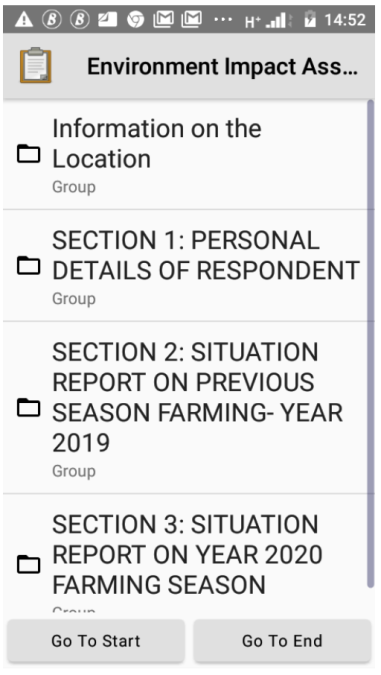 H+ 14:52
Environment Impact Ass...
Information on the
Location
Group
SECTION 1: PERSONAL
DETAILS OF RESPONDENT
Group
SECTION 2: SITUATION
REPORT ON PREVIOUS
SEASON FARMING- YEAR
2019
Group
SECTION 3: SITUATION
REPORT ON YEAR 2020
FARMING SEASON
Group
Go To Start Go To End